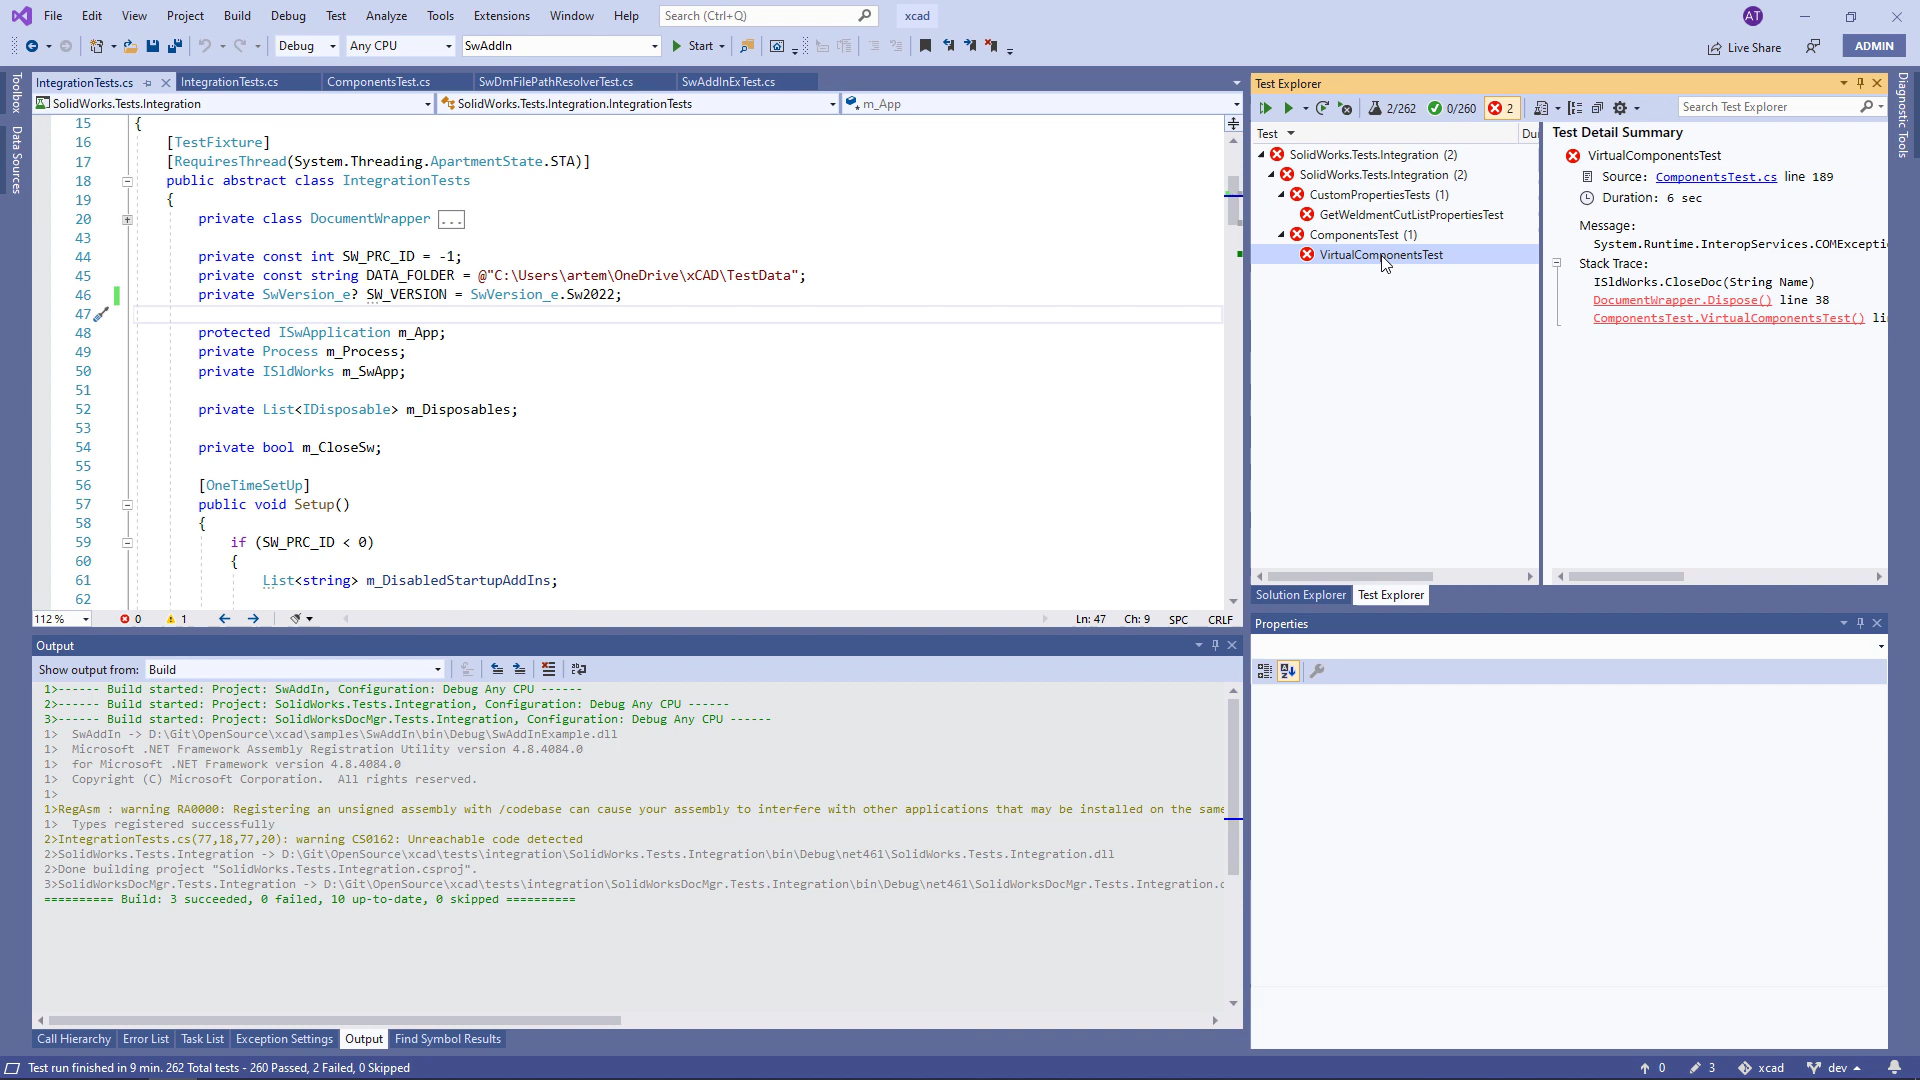 File Edit View Project Build Debug Test Analyze Tools Extensions Window Help Search (Ctrl+Q) xcad AT
Debug Any CPU SwAddIn Start Live Share ADMIN
Toolbox
Data Sources
IntegrationTests.cs IntegrationTests.cs ComponentsTest.cs SwDmFilePathResolverTest.cs SwAddInExTest.cs
SolidWorks.Tests.Integration SolidWorks.Tests.Integration.IntegrationTests m_App
15 {
16 [TestFixture]
17 [RequiresThread(System.Threading.ApartmentState.STA)]
18 public abstract class IntegrationTests
19 {
20 private class DocumentWrapper ...
43
44 private const int SW_PRC_ID = -1;
45 private const string DATA_FOLDER = @"C:\Users\artem\OneDrive\xCAD\TestData";
46 private SwVersion_e? SW_VERSION = SwVersion_e.Sw2022;
47
48 protected ISwApplication m_App;
49 private Process m_Process;
50 private ISldWorks m_SwApp;
51
52 private List<IDisposable> m_Disposables;
53
54 private bool m_CloseSw;
55
56 [OneTimeSetUp]
57 public void Setup()
58 {
59 if (SW_PRC_ID < 0)
60 {
61 List<string> m_DisabledStartupAddIns;
62
112 % 0 1 Ln: 47 Ch: 9 SPC CRLF
Output
Show output from: Build
1>------ Build started: Project: SwAddIn, Configuration: Debug Any CPU ------
2>------ Build started: Project: SolidWorks.Tests.Integration, Configuration: Debug Any CPU ------
3>------ Build started: Project: SolidWorksDocMgr.Tests.Integration, Configuration: Debug Any CPU ------
1>  SwAddIn -> D:\Git\OpenSource\xcad\samples\SwAddIn\bin\Debug\SwAddInExample.dll
1>  Microsoft .NET Framework Assembly Registration Utility version 4.8.4084.0
1>  for Microsoft .NET Framework version 4.8.4084.0
1>  Copyright (C) Microsoft Corporation.  All rights reserved.
1>
1>RegAsm : warning RA0000: Registering an unsigned assembly with /codebase can cause your assembly to interfere with other applications that may be installed on the same
1>  Types registered successfully
2>IntegrationTests.cs(77,18,77,20): warning CS0162: Unreachable code detected
2>SolidWorks.Tests.Integration -> D:\Git\OpenSource\xcad\tests\integration\SolidWorks.Tests.Integration\bin\Debug\net461\SolidWorks.Tests.Integration.dll
2>Done building project "SolidWorks.Tests.Integration.csproj".
3>SolidWorksDocMgr.Tests.Integration -> D:\Git\OpenSource\xcad\tests\integration\SolidWorksDocMgr.Tests.Integration\bin\Debug\net461\SolidWorksDocMgr.Tests.Integration.
========== Build: 3 succeeded, 0 failed, 10 up-to-date, 0 skipped ==========
Call Hierarchy Error List Task List Exception Settings Output Find Symbol Results
Test Explorer
2/262 0/260 2 Search Test Explorer
Test Du
SolidWorks.Tests.Integration (2)
SolidWorks.Tests.Integration (2)
CustomPropertiesTests (1)
GetWeldmentCutListPropertiesTest
ComponentsTest (1)
VirtualComponentsTest
Test Detail Summary
VirtualComponentsTest
Source: ComponentsTest.cs line 189
Duration: 6 sec
Message:
System.Runtime.InteropServices.COMExcepti
Stack Trace:
ISldWorks.CloseDoc(String Name)
DocumentWrapper.Dispose() line 38
ComponentsTest.VirtualComponentsTest() li
Solution Explorer Test Explorer
Properties
Diagnostic Tools
Test run finished in 9 min. 262 Total tests - 260 Passed, 2 Failed, 0 Skipped 0 3 xcad dev